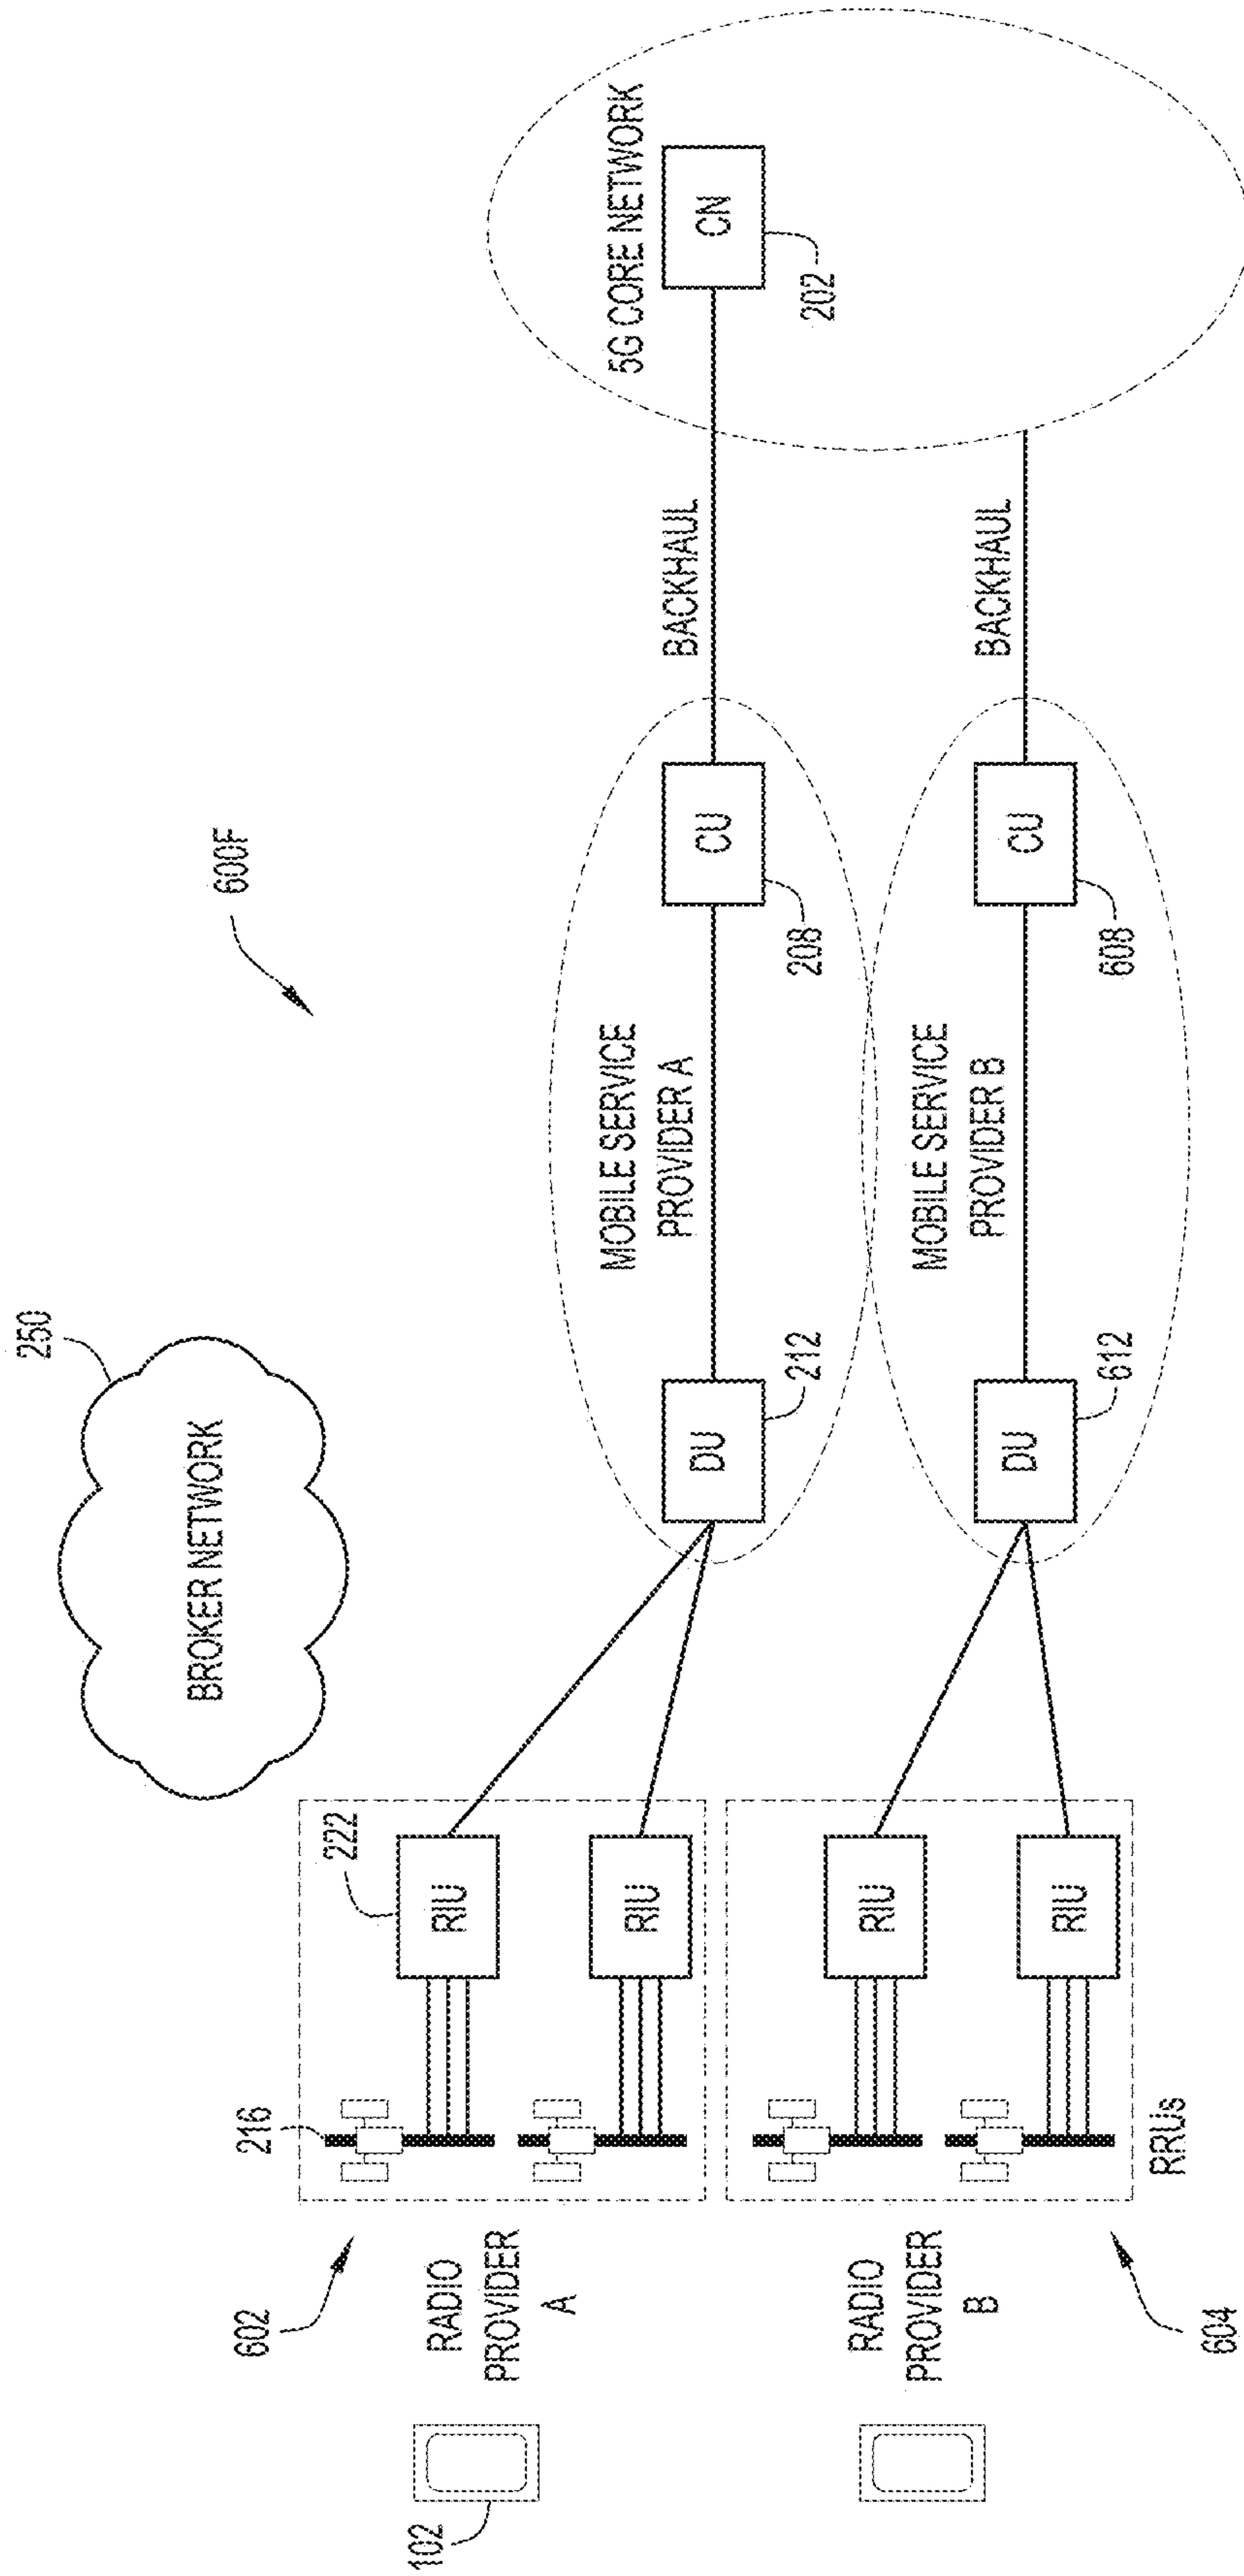 600F
BROKER NETWORK
250
602
216
222
RIU
RIU
RADIO
PROVIDER
A
102
RADIO
PROVIDER
B
RIU
RIU
RRUs
604
DU
212
MOBILE SERVICE
PROVIDER A
CU
208
BACKHAUL
5G CORE NETWORK
CN
202
DU
612
MOBILE SERVICE
PROVIDER B
CU
608
BACKHAUL